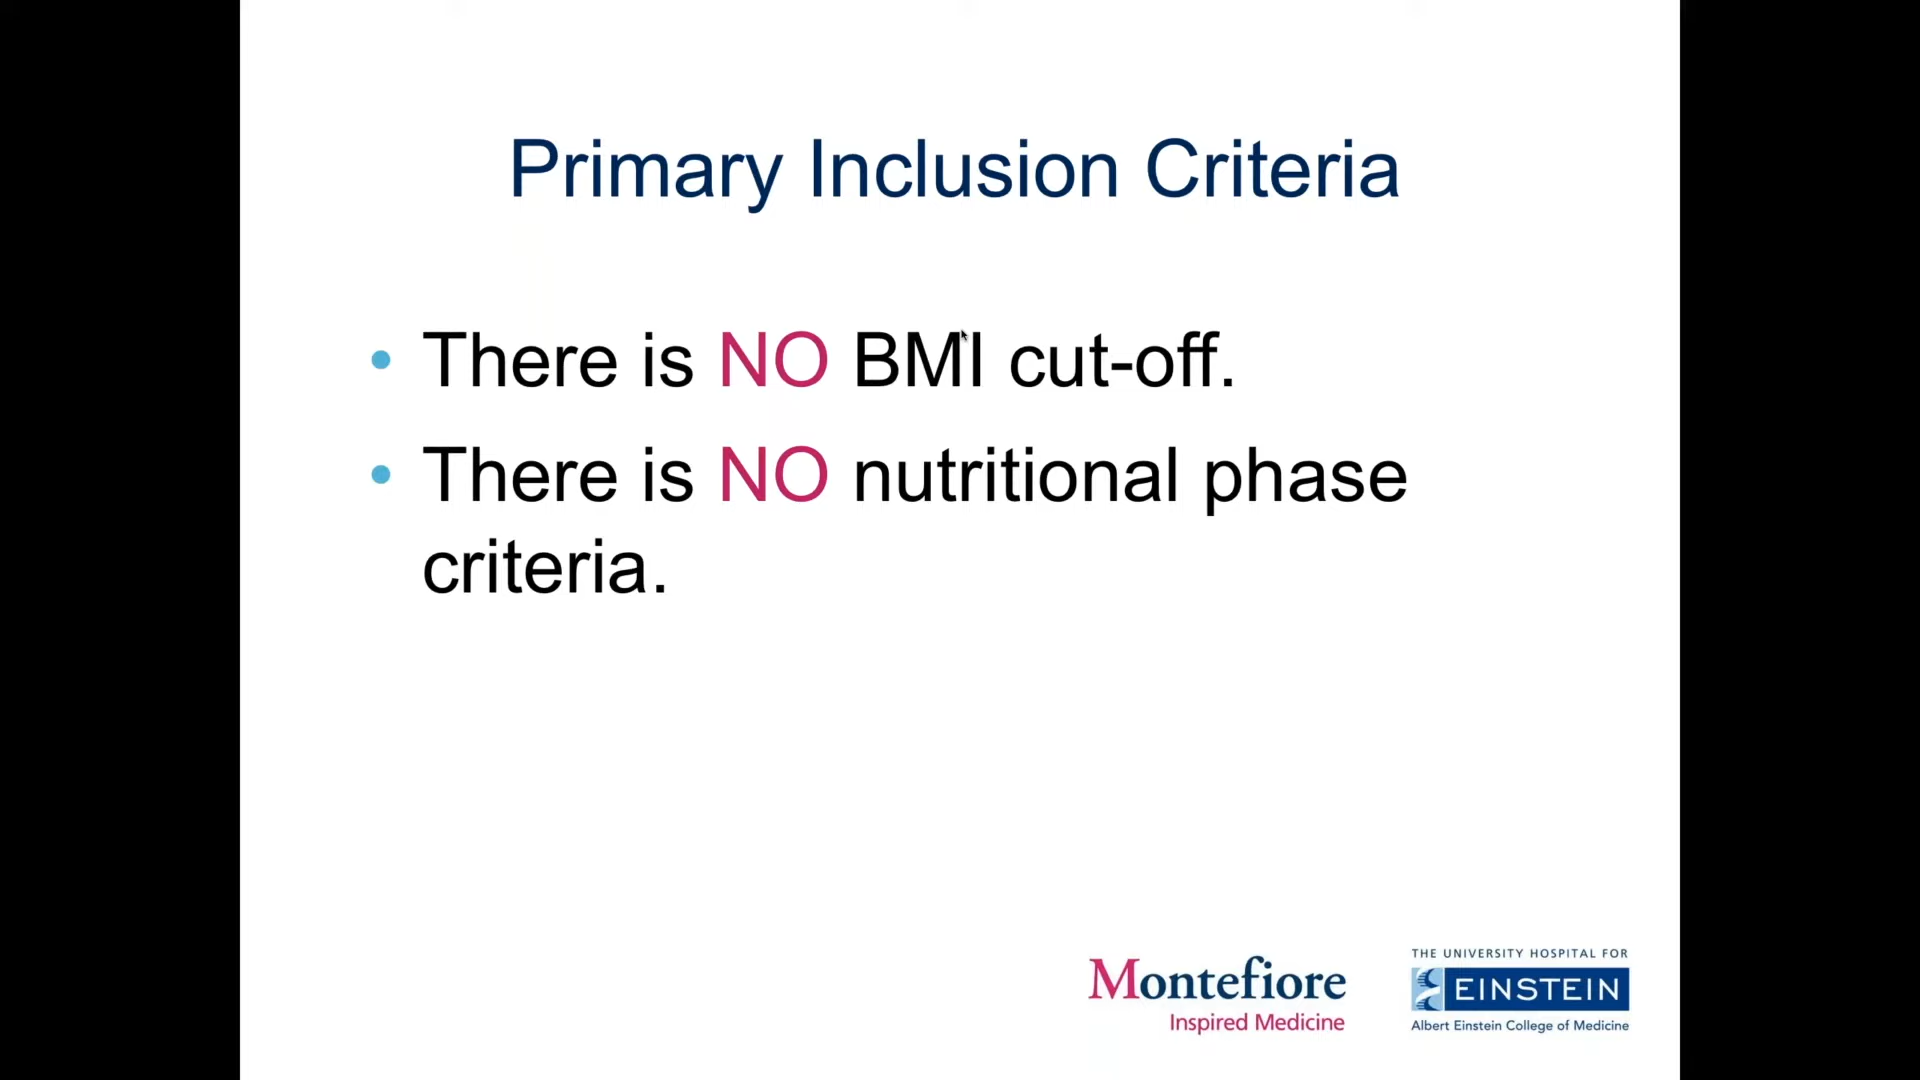 Primary Inclusion Criteria
• There is NO BMI cut-off.
• There is NO nutritional phase
criteria.
Montefiore
Inspired Medicine
THE UNIVERSITY HOSPITAL FOR
EINSTEIN
Albert Einstein College of Medicine